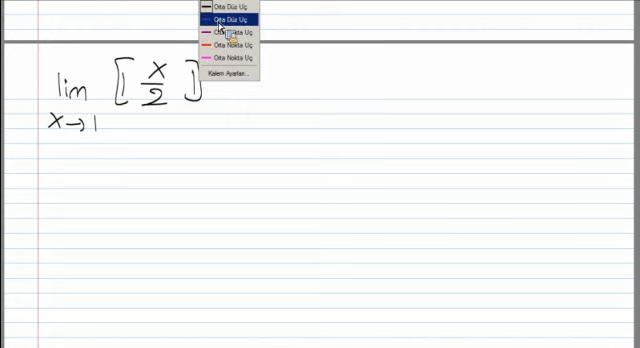 Orta Düz Uç
Orta Düz Uç
Orta Nokta Uç
Orta Nokta Uç
Orta Nokta Uç
Kalem Ayarları...
lim [| x/2 |]
x→1